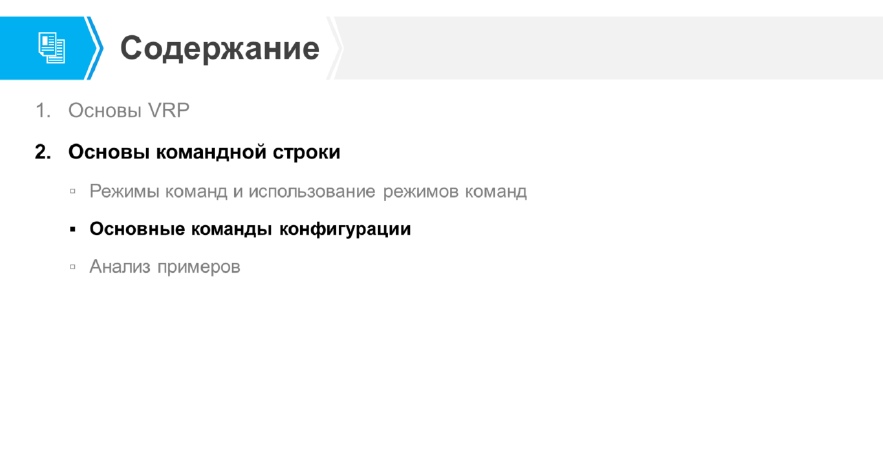 Содержание
1. Основы VRP
2. Основы командной строки
▫ Режимы команд и использование режимов команд
▪ Основные команды конфигурации
▫ Анализ примеров